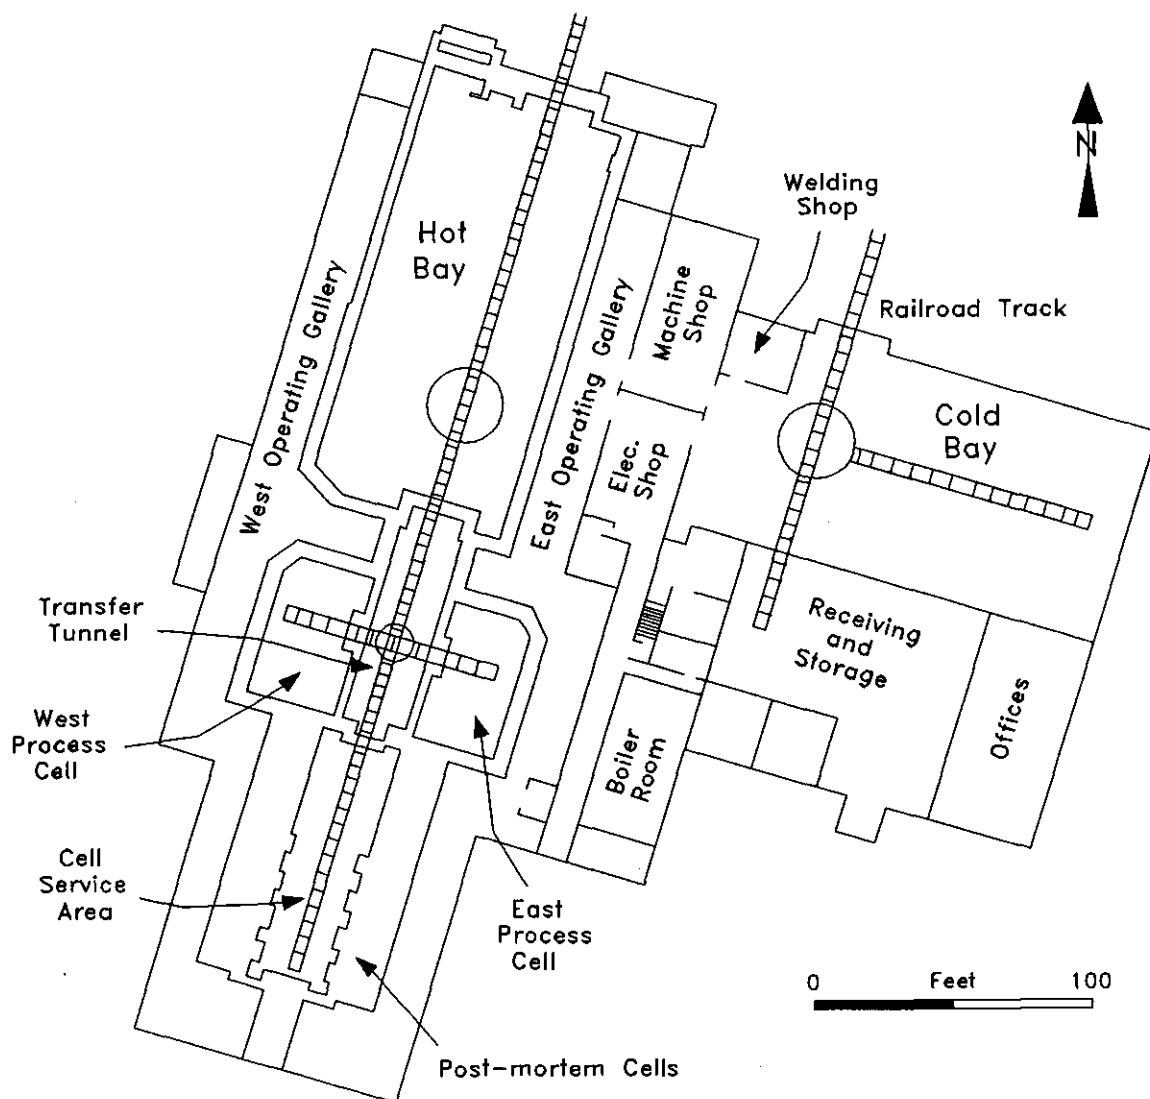 N
Welding
Shop
Hot
Bay
Railroad Track
West Operating Gallery
East Operating Gallery
Machine
Shop
Elec.
Shop
Cold
Bay
Transfer
Tunnel
Receiving
and
Storage
Offices
West
Process
Cell
Boiler
Room
Cell
Service
Area
East
Process
Cell
0 Feet 100
Post-mortem Cells